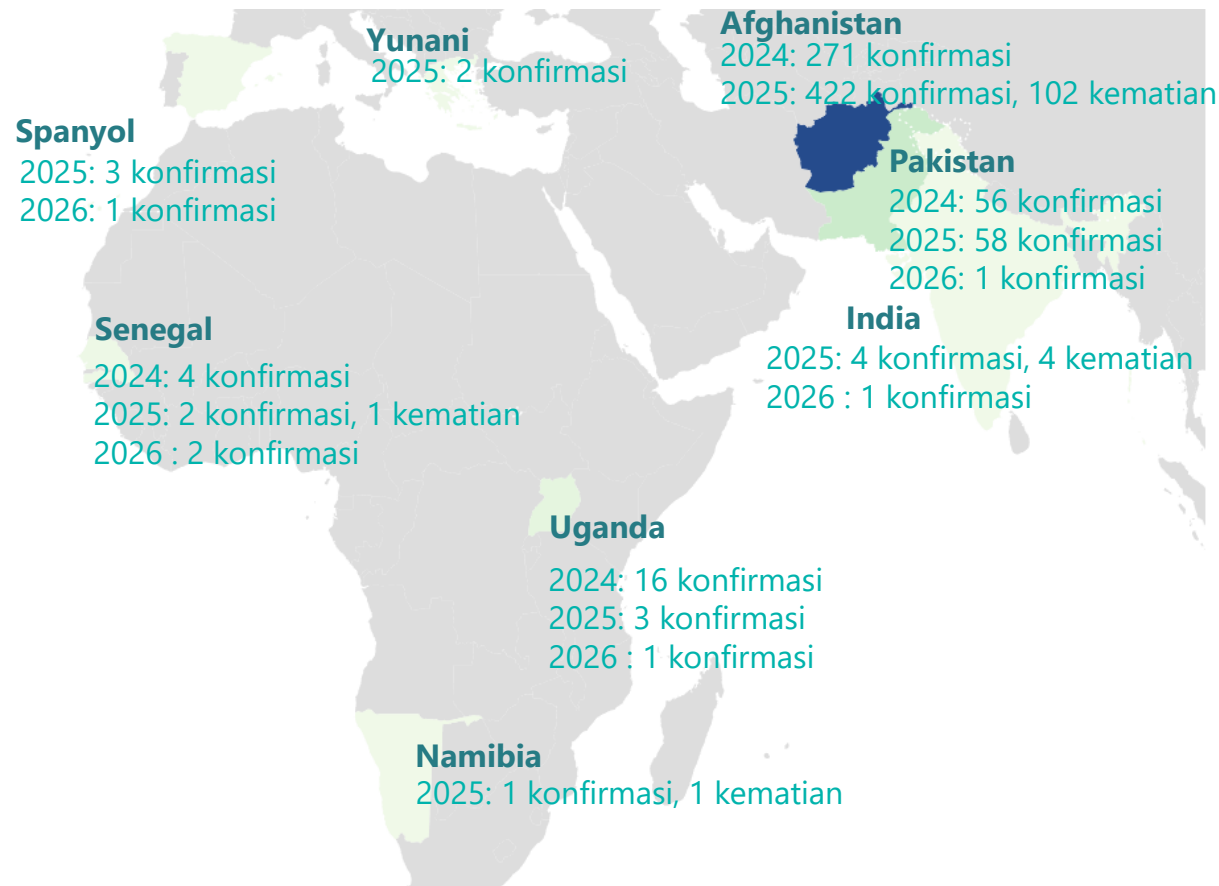 Yunani
2025: 2 konfirmasi
Afghanistan
2024: 271 konfirmasi
2025: 422 konfirmasi, 102 kematian
Spanyol
2025: 3 konfirmasi
2026: 1 konfirmasi
Pakistan
2024: 56 konfirmasi
2025: 58 konfirmasi
2026: 1 konfirmasi
India
2025: 4 konfirmasi, 4 kematian
2026 : 1 konfirmasi
Senegal
2024: 4 konfirmasi
2025: 2 konfirmasi, 1 kematian
2026 : 2 konfirmasi
Uganda
2024: 16 konfirmasi
2025: 3 konfirmasi
2026 : 1 konfirmasi
Namibia
2025: 1 konfirmasi, 1 kematian